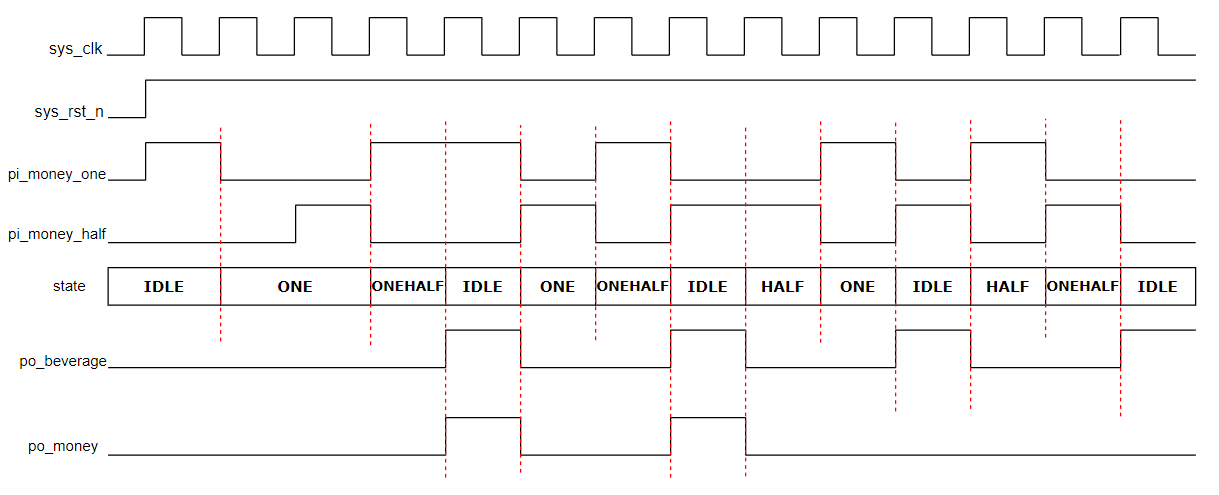 sys_clk
sys_rst_n
pi_money_one
pi_money_half
state IDLE ONE ONEHALF IDLE ONE ONEHALF IDLE HALF ONE IDLE HALF ONEHALF IDLE
po_beverage
po_money